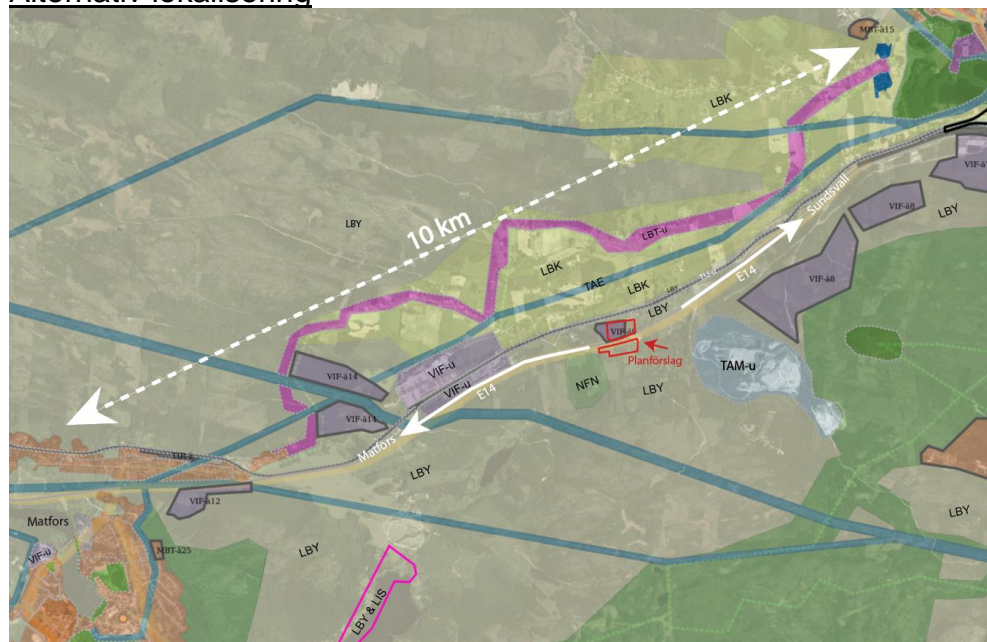 Alternativ lokalisering
MBT-ä15
LBK
VIF-ä8
LBY
LBY
10 km
Sundsvall
LBT-u
VIF-ä8
LBK
TAE
LBK
LBY
LBY
E14
Planförslag
TAM-u
VIF-ä14
VIF-u
VIF-u
E14
NFN
LBY
VIF-ä14
Matfors
LBY
VIF-ä12
LBY
Matfors
VIF-u
MBT-ä25
LBY
LBY & LIS